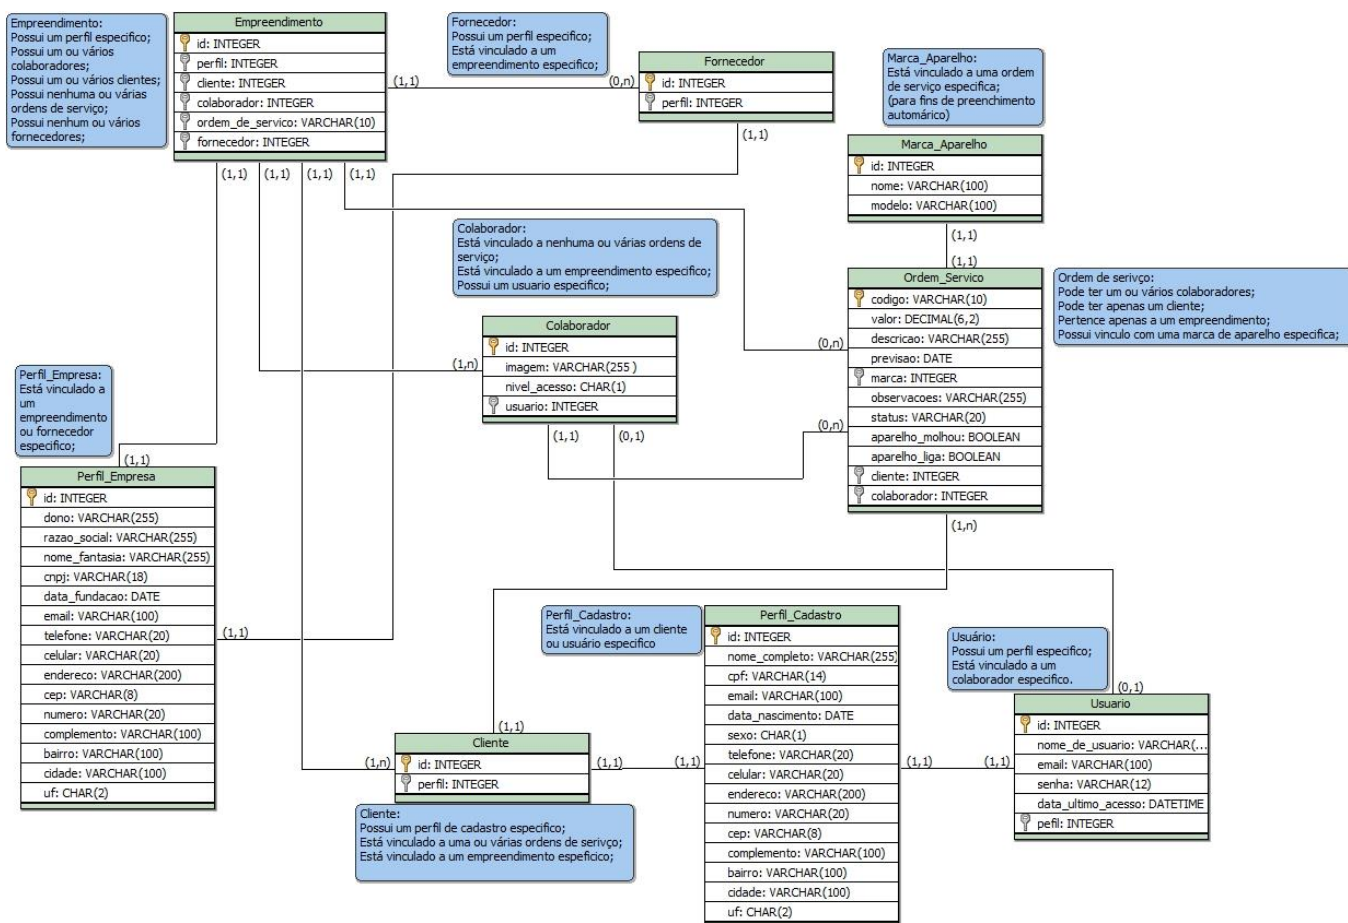 Empreendimento:
Possui um perfil especifico;
Possui um ou vários
colaboradores;
Possui um ou vários clientes;
Possui nenhuma ou várias
ordens de serviço;
Possui nenhum ou vários
fornecedores;
Empreendimento
id: INTEGER
perfil: INTEGER
cliente: INTEGER
colaborador: INTEGER
ordem_de_servico: VARCHAR(10)
fornecedor: INTEGER
(1,1)
(0,n)
(1,1)
(1,1)
(1,1)
(1,1)
Fornecedor:
Possui um perfil especifico;
Está vinculado a um
empreendimento especifico;
Fornecedor
id: INTEGER
perfil: INTEGER
(1,1)
Marca_Aparelho:
Está vinculado a uma ordem
de serviço especifica;
(para fins de preenchimento
automárico)
Marca_Aparelho
id: INTEGER
nome: VARCHAR(100)
modelo: VARCHAR(100)
(1,1)
(1,1)
Colaborador:
Está vinculado a nenhuma ou várias ordens de
serviço;
Está vinculado a um empreendimento especifico;
Possui um usuario especifico;
Colaborador
id: INTEGER
imagem: VARCHAR(255 )
nivel_acesso: CHAR(1)
usuario: INTEGER
(1,n)
(1,1)
(0,1)
Ordem_Servico
codigo: VARCHAR(10)
valor: DECIMAL(6,2)
descricao: VARCHAR(255)
previsao: DATE
marca: INTEGER
observacoes: VARCHAR(255)
status: VARCHAR(20)
aparelho_molhou: BOOLEAN
aparelho_liga: BOOLEAN
cliente: INTEGER
colaborador: INTEGER
(0,n)
(0,n)
(1,n)
Ordem de serivço:
Pode ter um ou vários colaboradores;
Pode ter apenas um cliente;
Pertence apenas a um empreendimento;
Possui vinculo com uma marca de aparelho especifica;
Perfil_Empresa:
Está vinculado a
um
empreendimento
ou fornecedor
especifico;
(1,1)
Perfil_Empresa
id: INTEGER
dono: VARCHAR(255)
razao_social: VARCHAR(255)
nome_fantasia: VARCHAR(255)
cnpj: VARCHAR(18)
data_fundacao: DATE
email: VARCHAR(100)
telefone: VARCHAR(20)
celular: VARCHAR(20)
endereco: VARCHAR(200)
cep: VARCHAR(8)
numero: VARCHAR(20)
complemento: VARCHAR(100)
bairro: VARCHAR(100)
cidade: VARCHAR(100)
uf: CHAR(2)
(1,1)
Perfil_Cadastro:
Está vinculado a um cliente
ou usuário especifico
Perfil_Cadastro
id: INTEGER
nome_completo: VARCHAR(255)
cpf: VARCHAR(14)
email: VARCHAR(100)
data_nascimento: DATE
sexo: CHAR(1)
telefone: VARCHAR(20)
celular: VARCHAR(20)
endereco: VARCHAR(200)
numero: VARCHAR(20)
cep: VARCHAR(8)
complemento: VARCHAR(100)
bairro: VARCHAR(100)
cidade: VARCHAR(100)
uf: CHAR(2)
Usuário:
Possui um perfil especifico;
Está vinculado a um
colaborador especifico.
(0,1)
Usuario
id: INTEGER
nome_de_usuario: VARCHAR(...
email: VARCHAR(100)
senha: VARCHAR(12)
data_ultimo_acesso: DATETIME
pefil: INTEGER
(1,1)
(1,1)
(1,1)
Cliente
id: INTEGER
perfil: INTEGER
(1,n)
(1,1)
(1,1)
Cliente:
Possui um perfil de cadastro especifico;
Está vinculado a uma ou várias ordens de serivço;
Está vinculado a um empreendimento espeficico;